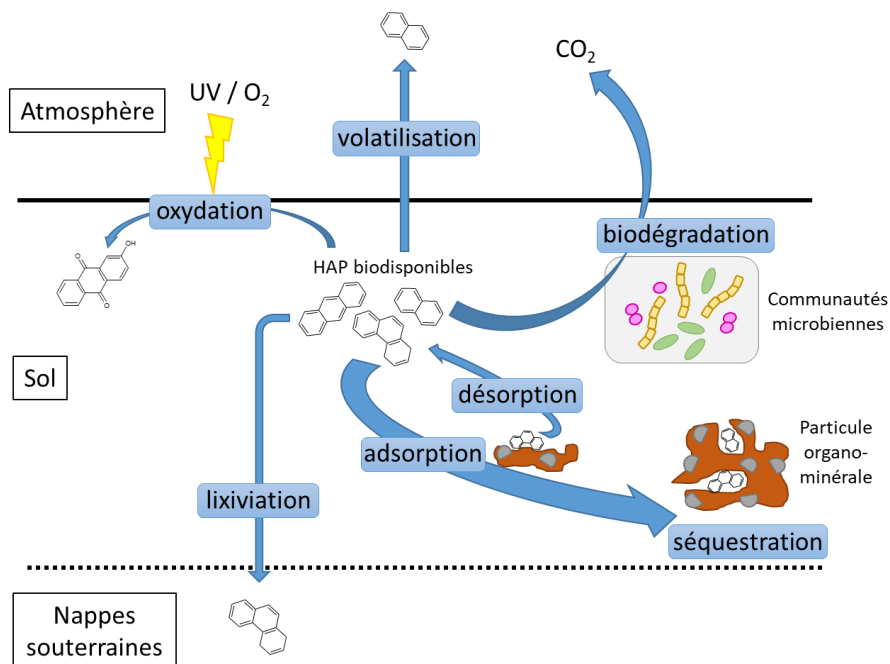 CO₂
UV / O₂
Atmosphère
volatilisation
oxydation
OH
O
O
biodégradation
HAP biodisponibles
Communautés
microbiennes
Sol
désorption
adsorption
Particule
organo-
minérale
lixiviation
séquestration
Nappes
souterraines